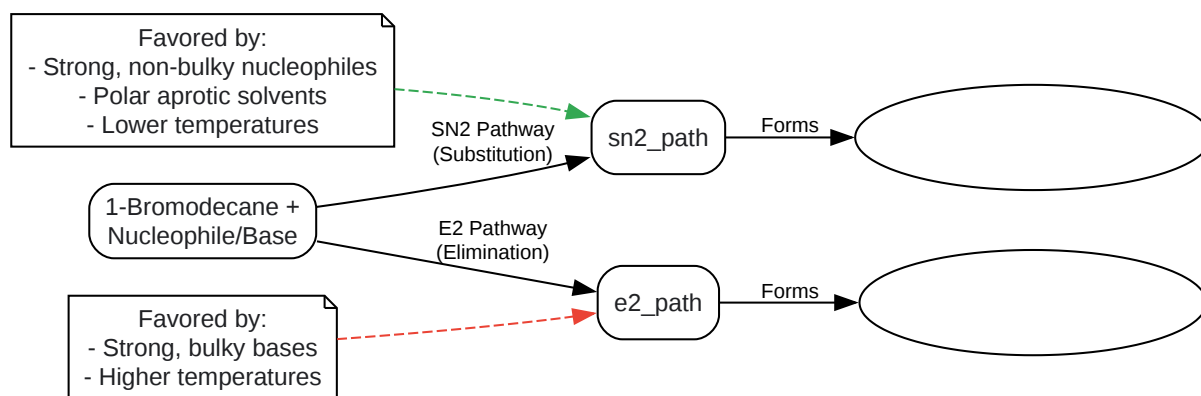 Favored by:
- Strong, non-bulky nucleophiles
- Polar aprotic solvents
- Lower temperatures
SN2 Pathway
(Substitution)
sn2_path
Forms
1-Bromodecane +
Nucleophile/Base
E2 Pathway
(Elimination)
e2_path
Forms
Favored by:
- Strong, bulky bases
- Higher temperatures